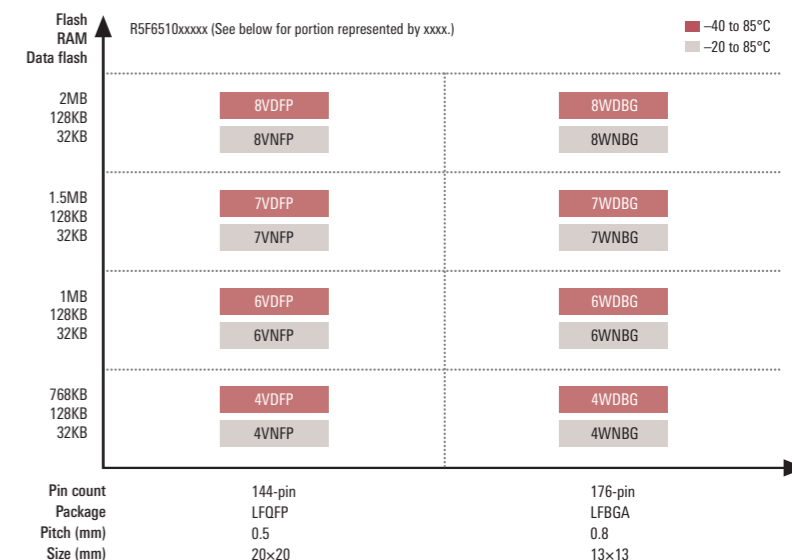 Flash
RAM
Data flash
R5F6510xxxxx (See below for portion represented by xxxx.)
–40 to 85°C
–20 to 85°C
2MB
128KB
32KB
8VDFP
8WDBG
8VNFP
8WNBG
1.5MB
128KB
32KB
7VDFP
7WDBG
7VNFP
7WNBG
1MB
128KB
32KB
6VDFP
6WDBG
6VNFP
6WNBG
768KB
128KB
32KB
4VDFP
4WDBG
4VNFP
4WNBG
Pin count 144-pin 176-pin
Package LFQFP LFBGA
Pitch (mm) 0.5 0.8
Size (mm) 20×20 13×13